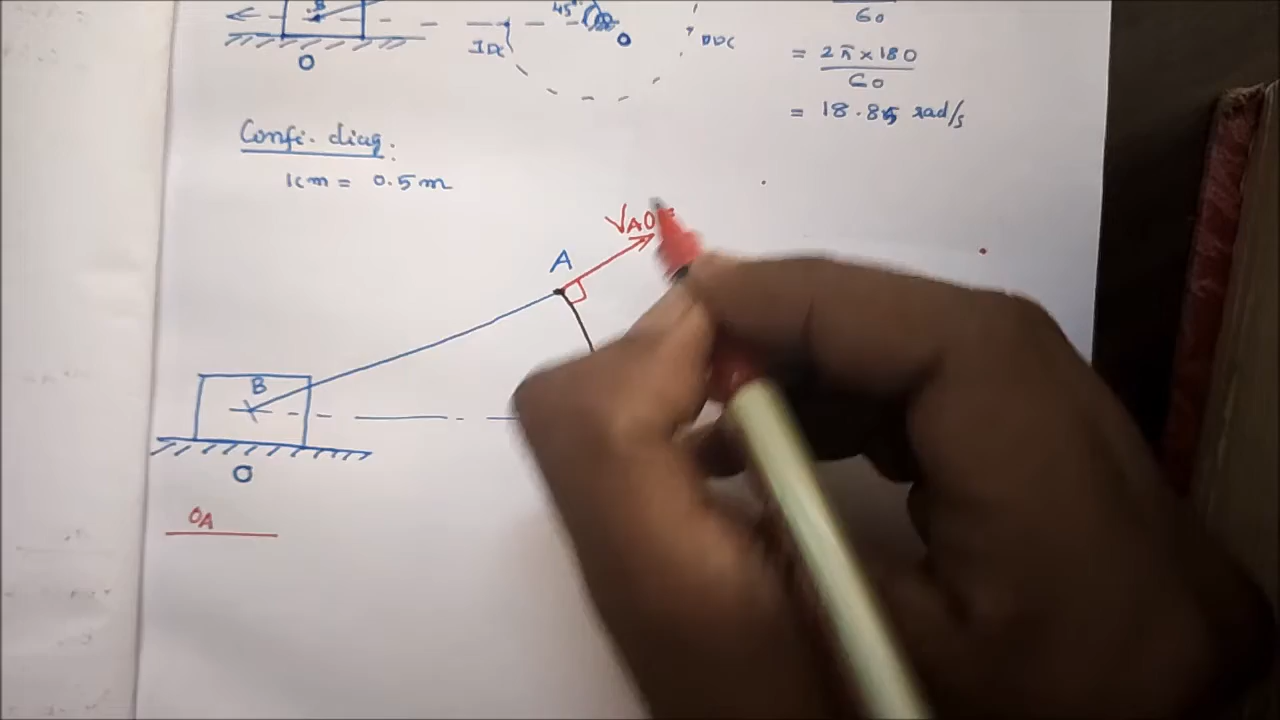 B
45°
O
IDC
ODC
O
60
= 2π × 180
60
= 18.85 rad/s
Confi. diag.
1cm = 0.5m
VAO =
A
B
O
OA